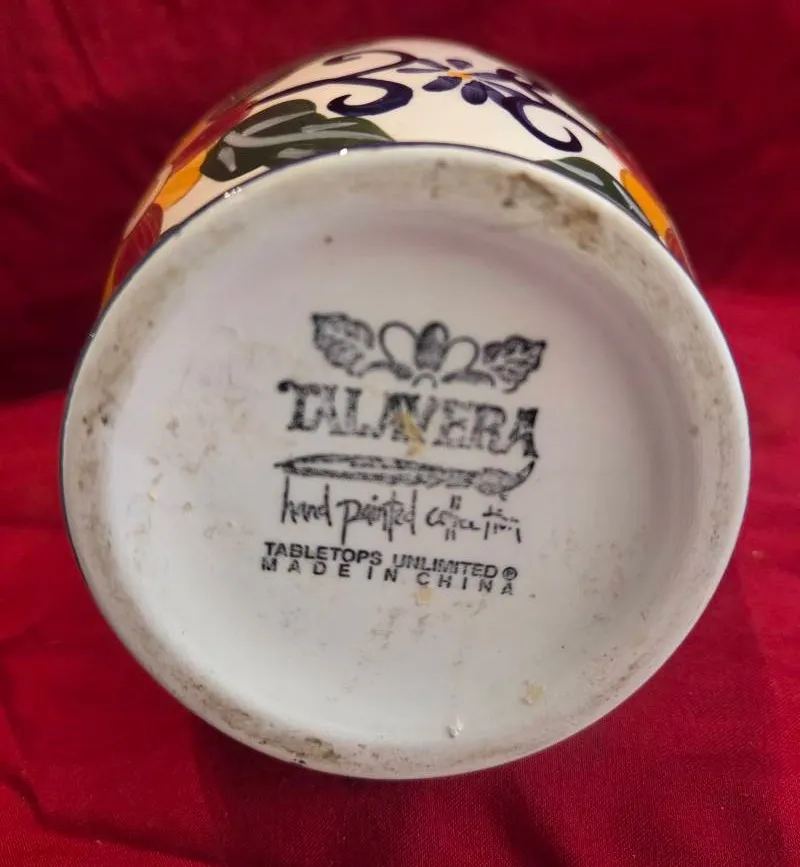 TALAVERA
hand painted collection
TABLETOPS UNLIMITED®
MADE IN CHINA